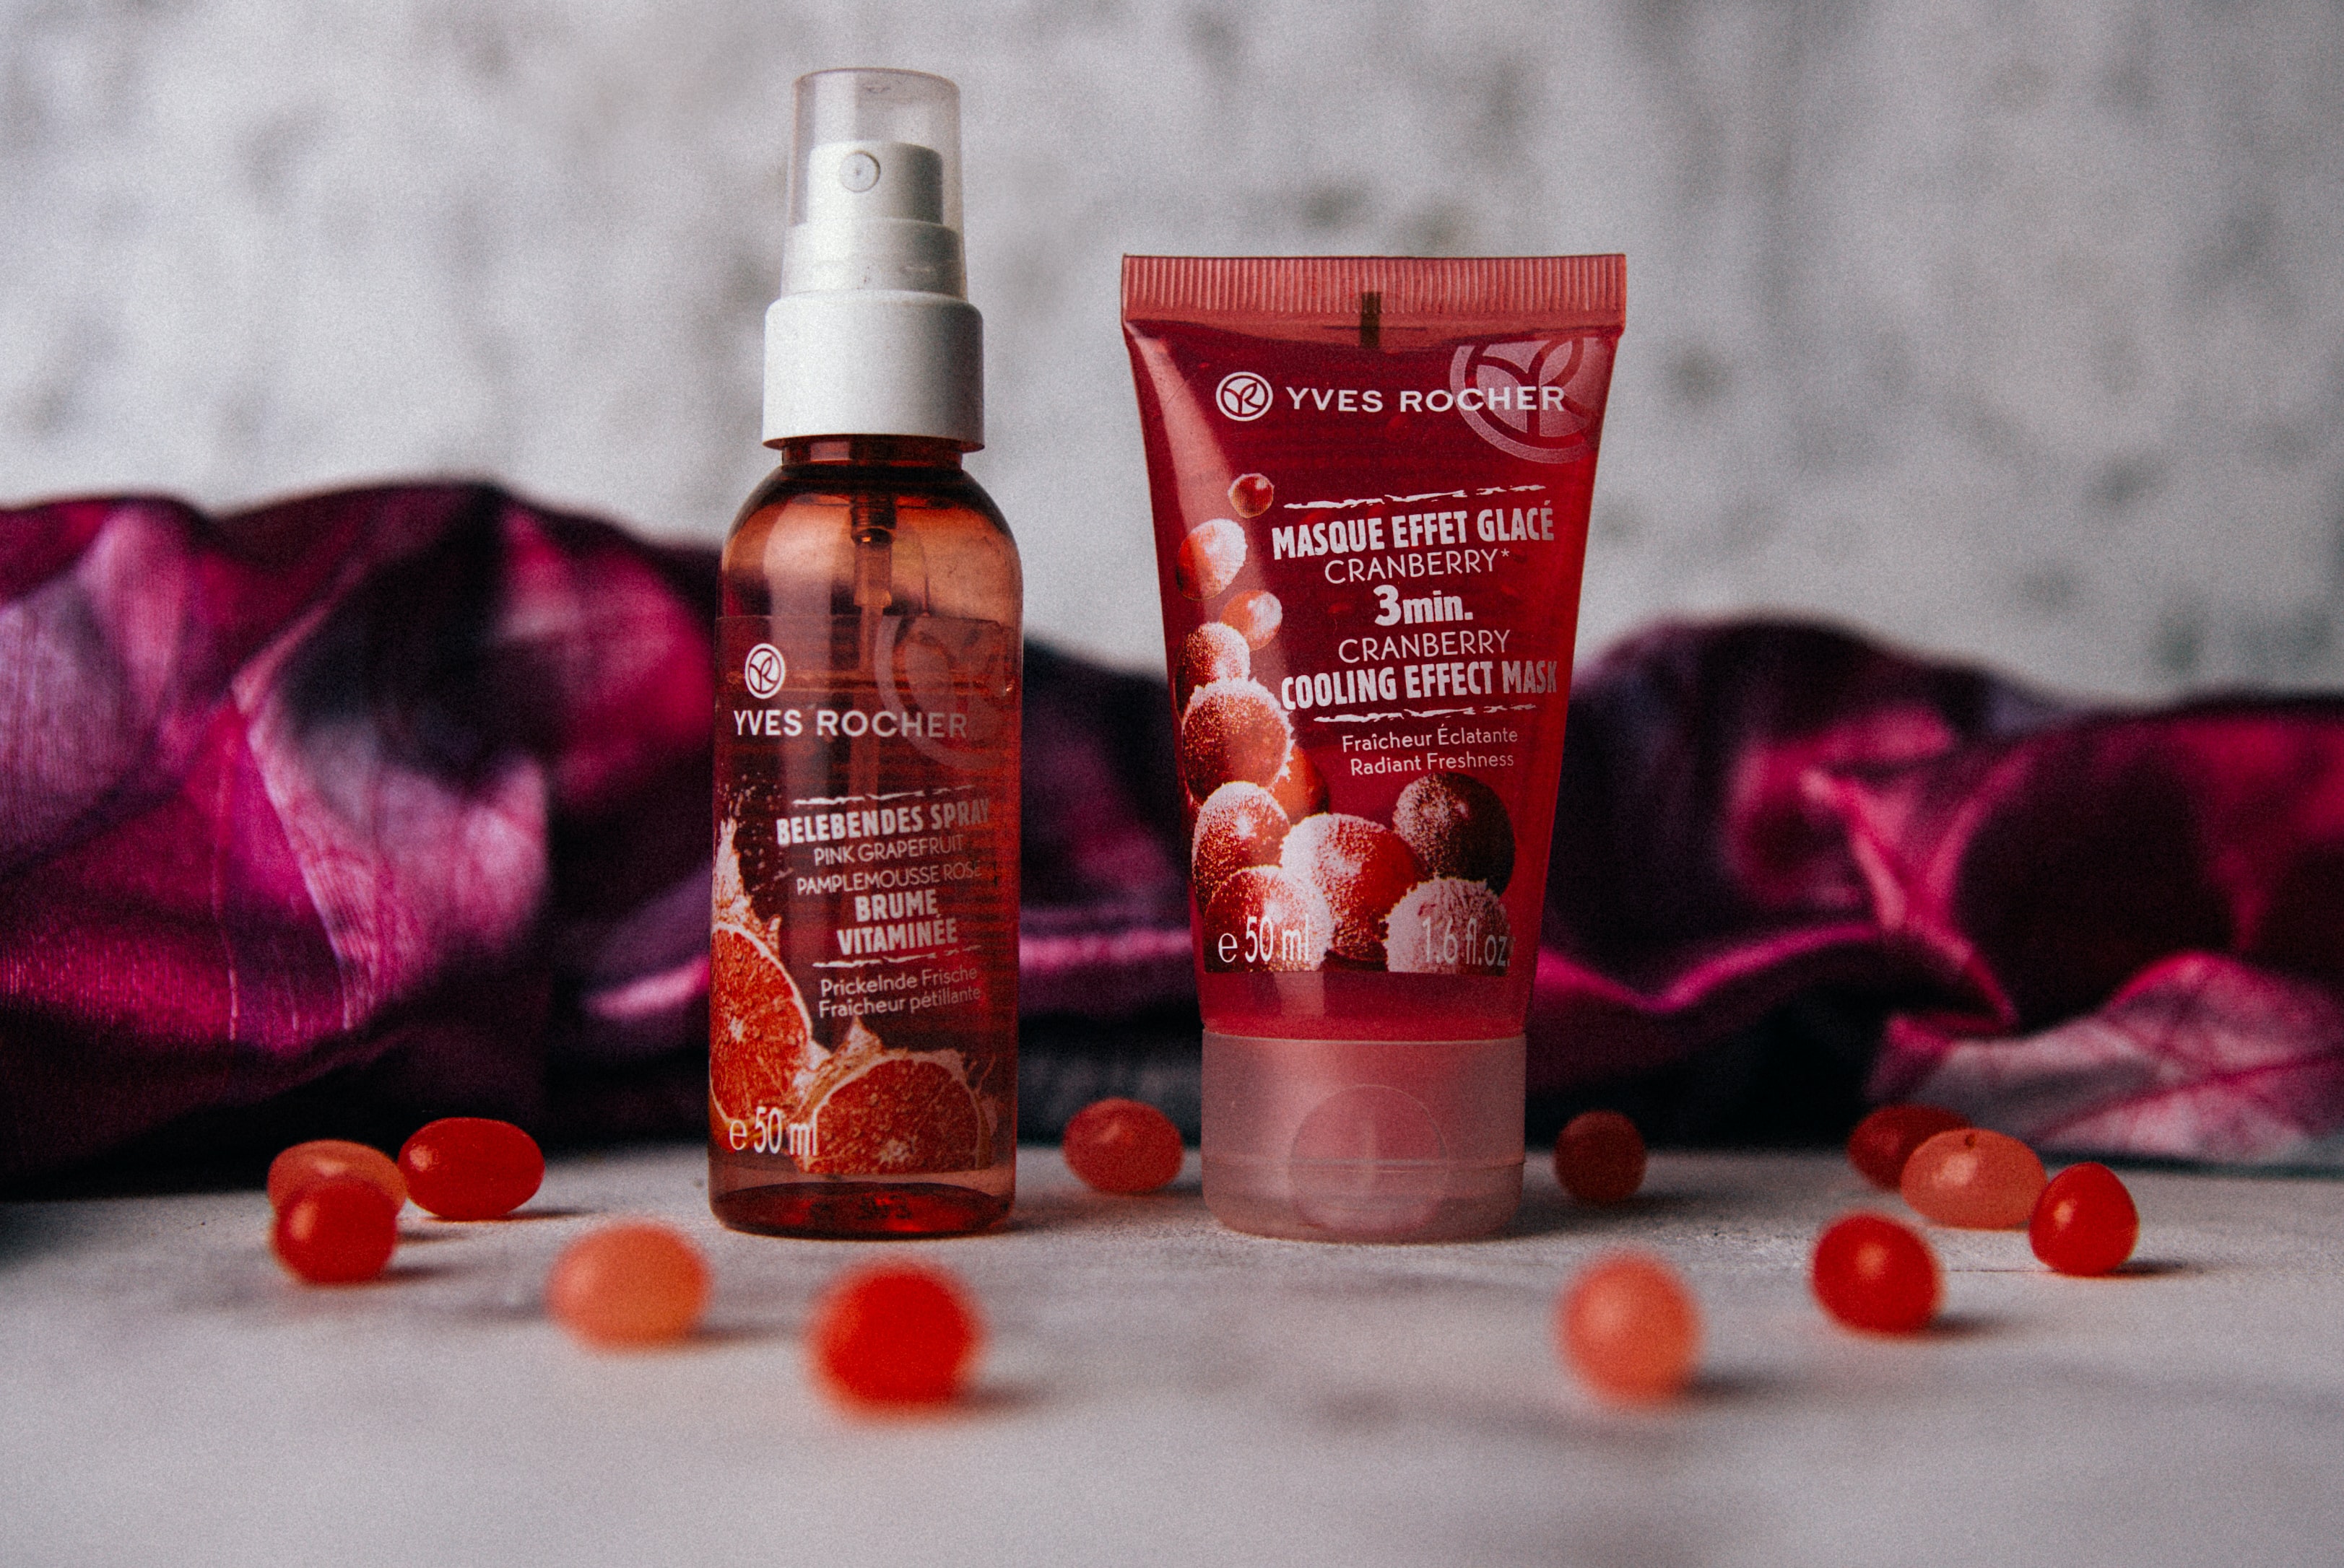 YVES ROCHER
BELEBENDES SPRAY
PINK GRAPEFRUIT
PAMPLEMOUSSE ROSE
BRUME
VITAMINÉE
Prickelnde Frische
Fraîcheur pétillante
e 50 ml
YVES ROCHER
MASQUE EFFET GLACÉ
CRANBERRY*
3min.
CRANBERRY
COOLING EFFECT MASK
Fraîcheur Éclatante
Radiant Freshness
e 50 ml 1.6 fl.oz.